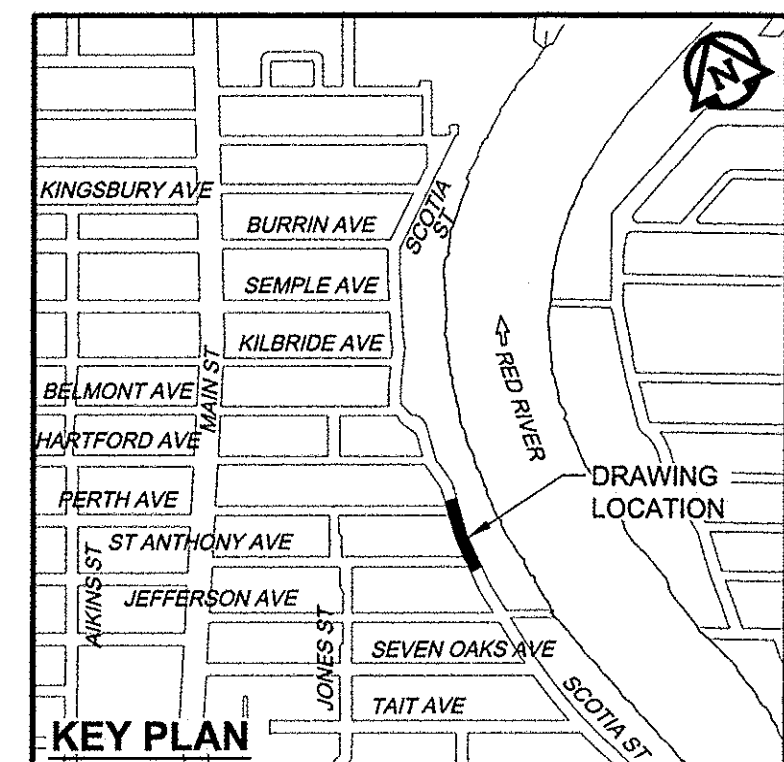 N
KINGSBURY AVE
BURRIN AVE
SCOTIA
ST
SEMPLE AVE
KILBRIDE AVE
RED RIVER
MAIN ST
BELMONT AVE
HARTFORD AVE
PERTH AVE
DRAWING
LOCATION
ST ANTHONY AVE
AIKINS ST
JEFFERSON AVE
JONES ST
SEVEN OAKS AVE
SCOTIA ST
TAIT AVE
KEY PLAN